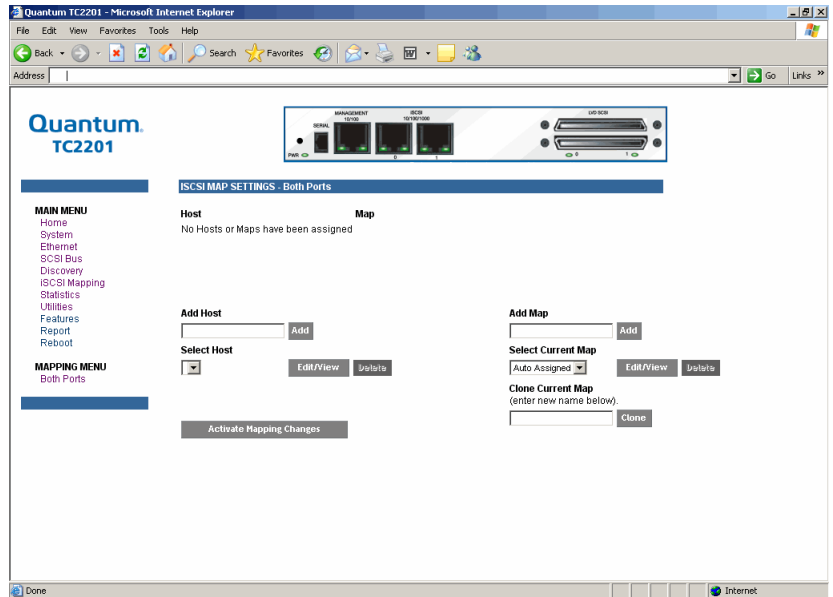 Quantum TC2201 - Microsoft Internet Explorer
File Edit View Favorites Tools Help
Back Search Favorites
Address Go Links »
Quantum.
TC2201
SERIAL MANAGEMENT 10/100 ISCSI 10/100/1000 LVD SCSI
PWR 0 1 0 1
ISCSI MAP SETTINGS - Both Ports
MAIN MENU
Home
System
Ethernet
SCSI Bus
Discovery
iSCSI Mapping
Statistics
Utilities
Features
Report
Reboot
MAPPING MENU
Both Ports
Host Map
No Hosts or Maps have been assigned
Add Host
Add
Select Host
Edit/View Delete
Activate Mapping Changes
Add Map
Add
Select Current Map
Auto Assigned Edit/View Delete
Clone Current Map
(enter new name below).
Clone
Done Internet